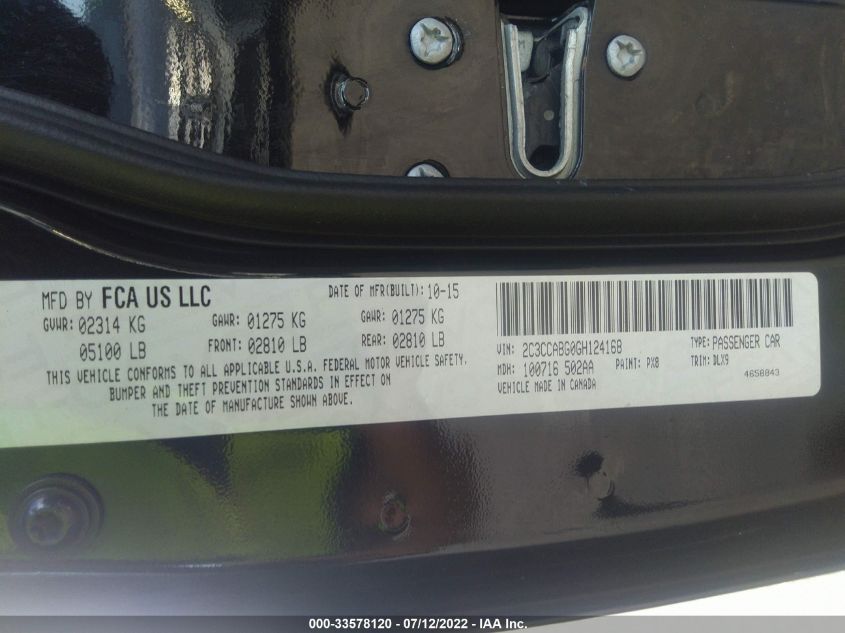 MFD BY FCA US LLC
DATE OF MFR(BUILT): 10-15
GVWR: 02314 KG
GAWR: 01275 KG
GAWR: 01275 KG
05100 LB
FRONT: 02810 LB
REAR: 02810 LB
THIS VEHICLE CONFORMS TO ALL APPLICABLE U.S.A. FEDERAL MOTOR VEHICLE SAFETY,
BUMPER AND THEFT PREVENTION STANDARDS IN EFFECT ON
THE DATE OF MANUFACTURE SHOWN ABOVE.
VIN: 2C3CCABG0GH124168
TYPE: PASSENGER CAR
MDH: 100716 502AA
PAINT: PX8
TRIM: DLX9
VEHICLE MADE IN CANADA
4658843
000-33578120 - 07/12/2022 - IAA Inc.